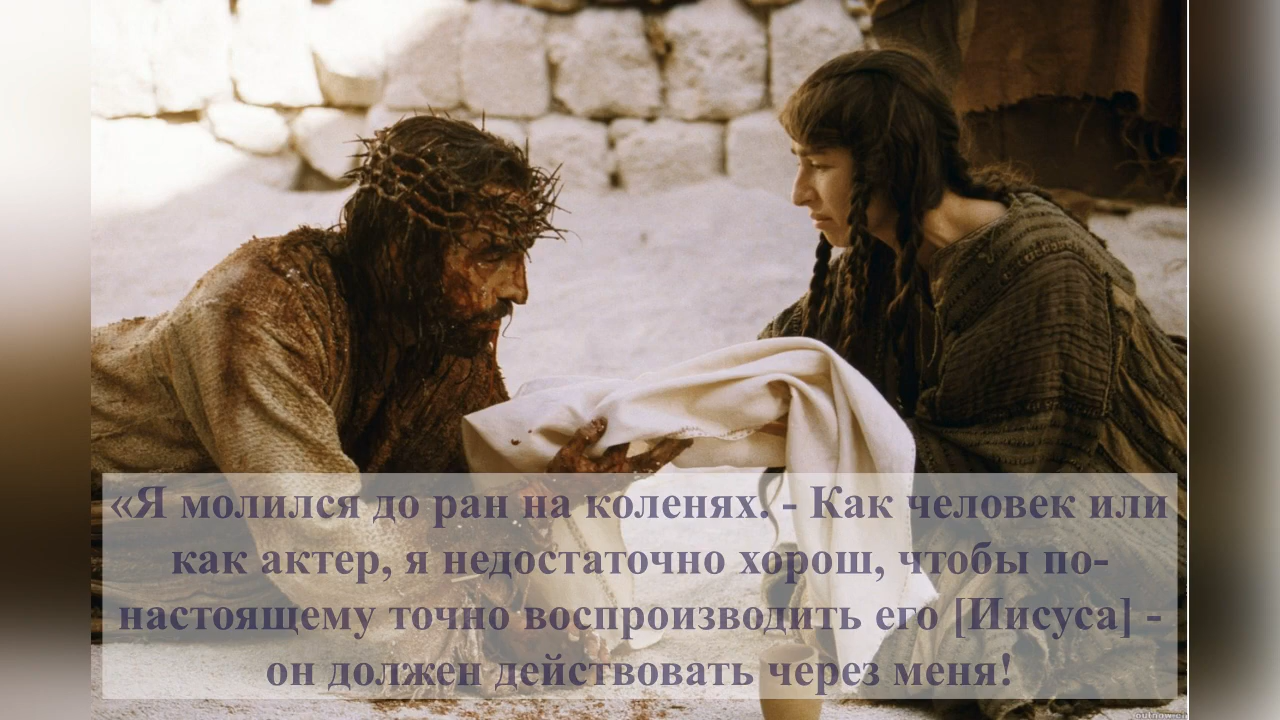 «Я молился до ран на коленях. - Как человек или
как актер, я недостаточно хорош, чтобы по-
настоящему точно воспроизводить его [Иисуса] -
он должен действовать через меня!